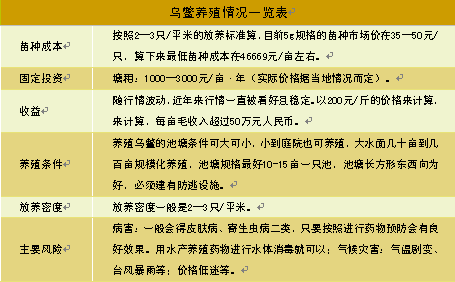 乌鳖养殖情况一览表
苗种成本
按照2—3只/平米的放养标准算，目前5g规格的苗种市场价在35—50元/
只，算下来最低苗种成本在46669元/亩左右。
固定投资
塘租：1000—3000元/亩·年（实际价格据当地情况而定）。
收益
随行情波动，近年来行情一直被看好且稳定。以200元/斤的价格来计算，
来计算，每亩毛收入超过50万元人民币。
养殖条件
养殖乌鳖的池塘条件可大可小，小到庭院也可养殖，大水面几十亩到几
百亩规模化养殖，池塘规格最好10-15亩一只池，池塘长方形东西向为
好，必须建有防逃设施。
放养密度
放养密度一般是2—3只/平米。
主要风险
病害：一般会得皮肤病、寄生虫病二类，只要按照进行药物预防会有良
好效果。用水产养殖药物进行水体消毒就可以；气候灾害：气温剧变、
台风暴雨等；价格低迷等。